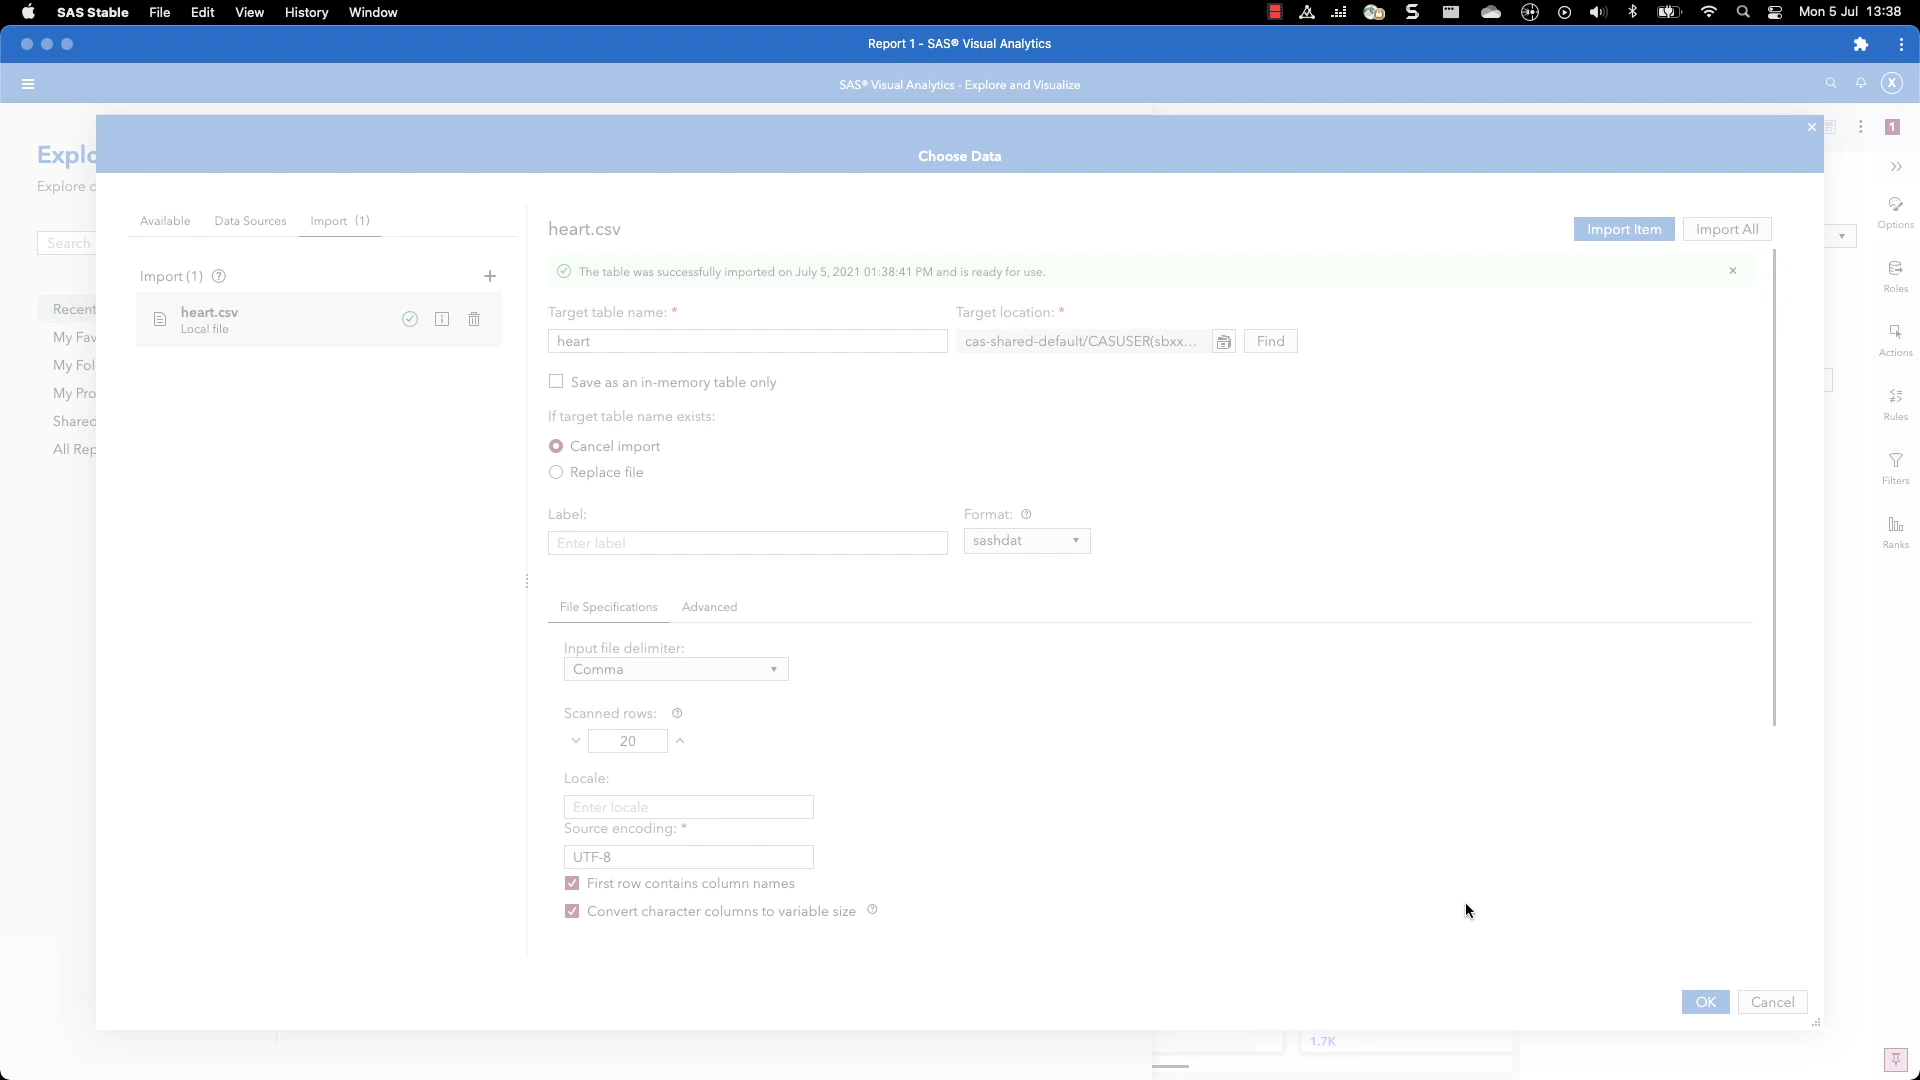 SAS Stable File Edit View History Window Mon 5 Jul 13:38
Report 1 - SAS® Visual Analytics
SAS® Visual Analytics - Explore and Visualize X
Explo
Explore
Search
Recent
My Fav
My Fol
My Pro
Shared
All Rep
Choose Data
Available Data Sources Import (1)
Import (1)
heart.csv
Local file
heart.csv
Import Item Import All
The table was successfully imported on July 5, 2021 01:38:41 PM and is ready for use.
Target table name: * Target location: *
heart cas-shared-default/CASUSER(sbxx... Find
Save as an in-memory table only
If target table name exists:
Cancel import
Replace file
Label: Format:
Enter label sashdat
File Specifications Advanced
Input file delimiter:
Comma
Scanned rows:
20
Locale:
Enter locale
Source encoding: *
UTF-8
First row contains column names
Convert character columns to variable size
OK Cancel
1
Options
Roles
Actions
Rules
Filters
Ranks
1.7K